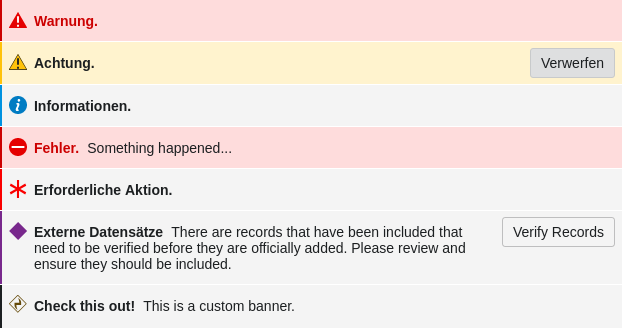 Warnung.
Achtung. Verwerfen
Informationen.
Fehler. Something happened...
Erforderliche Aktion.
Externe Datensätze There are records that have been included that Verify Records
need to be verified before they are officially added. Please review and
ensure they should be included.
Check this out! This is a custom banner.